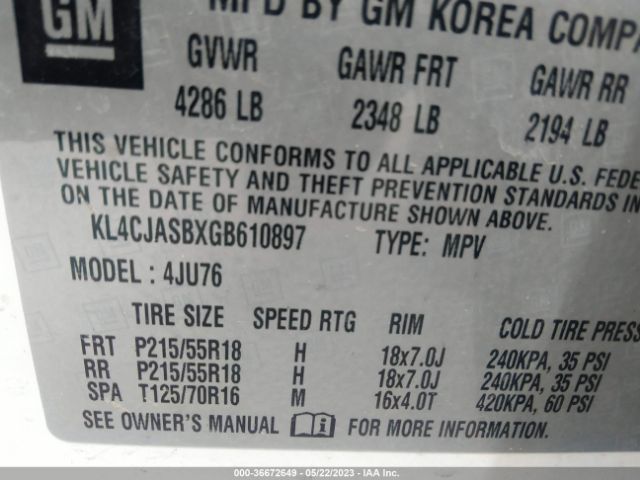 GM
MFD BY GM KOREA COMPA
GVWR GAWR FRT GAWR RR
4286 LB 2348 LB 2194 LB
THIS VEHICLE CONFORMS TO ALL APPLICABLE U.S. FEDE
VEHICLE SAFETY AND THEFT PREVENTION STANDARDS IN
ON THE DATE OF MANUFACTURE SHOWN ABOVE.
KL4CJASBXGB610897 TYPE: MPV
MODEL: 4JU76
TIRE SIZE SPEED RTG RIM COLD TIRE PRESS
FRT P215/55R18 H 18x7.0J 240KPA, 35 PSI
RR P215/55R18 H 18x7.0J 240KPA, 35 PSI
SPA T125/70R16 M 16x4.0T 420KPA, 60 PSI
SEE OWNER'S MANUAL FOR MORE INFORMATION.
000-36672649 - 05/22/2023 - IAA Inc.